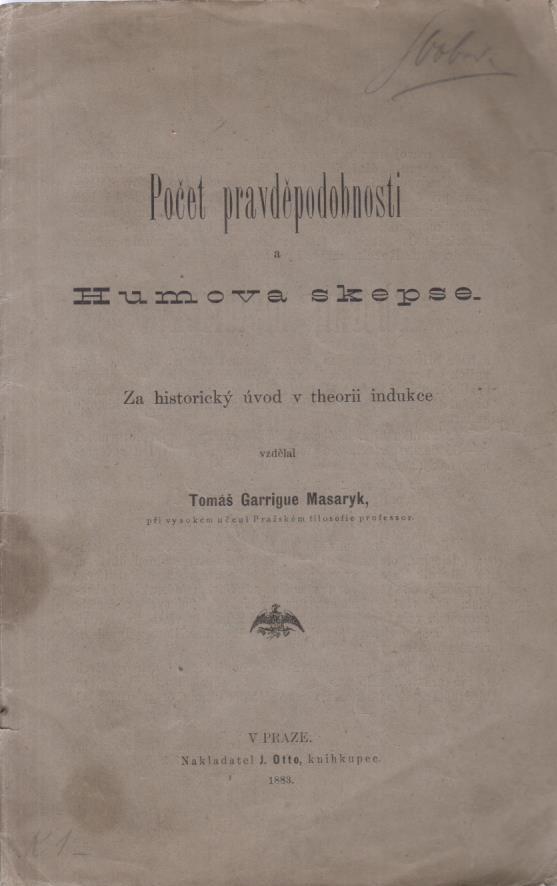 Počet pravděpodobnosti
a
Humova skepse.
Za historický úvod v theorii indukce
vzdělal
Tomáš Garrigue Masaryk,
při vysokém učení Pražském filosofie professor.
V PRAZE.
Nakladatel J. Otto, knihkupec.
1883.